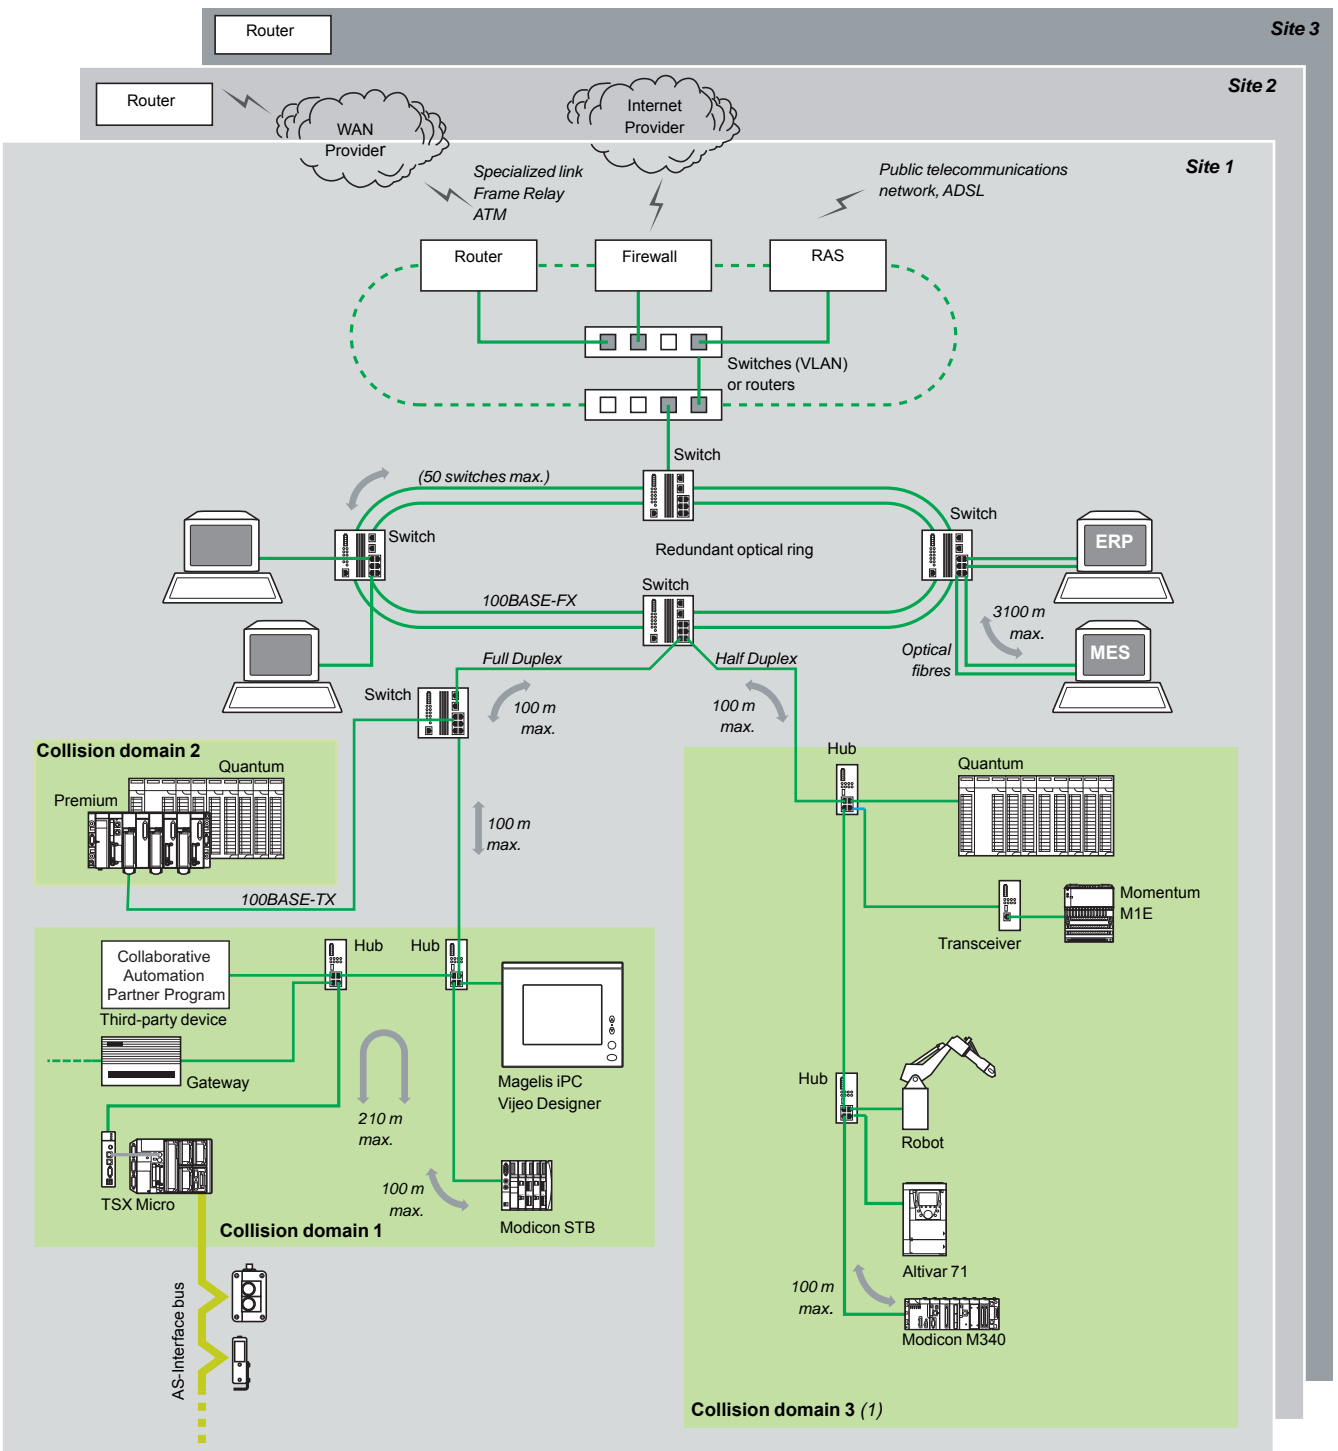 Router
Site 3
Router
WAN
Provider
Internet
Provider
Site 2
Site 1
Specialized link
Frame Relay
ATM
Public telecommunications
network, ADSL
Router
Firewall
RAS
Switches (VLAN)
or routers
Switch
(50 switches max.)
Switch
Switch
Redundant optical ring
ERP
Switch
100BASE-FX
3100 m
max.
Full Duplex
Half Duplex
Optical
fibres
MES
Switch
100 m
max.
100 m
max.
Collision domain 2
Quantum
Premium
100 m
max.
100BASE-TX
Hub
Quantum
Momentum
M1E
Transceiver
Hub
Hub
Collaborative
Automation
Partner Program
Third-party device
Gateway
Magelis iPC
Vijeo Designer
210 m
max.
Hub
Robot
TSX Micro
100 m
max.
Modicon STB
Collision domain 1
Altivar 71
100 m
max.
Modicon M340
AS-Interface bus
Collision domain 3 (1)